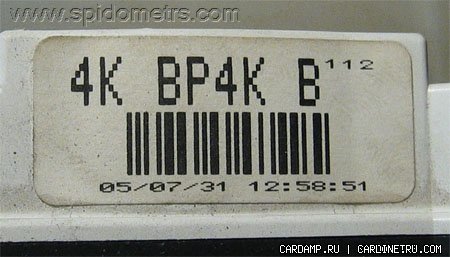 www.spidometrs.com
4K BP4K B 112
05/07/31 12:58:51
CARDAMP.RU | CARDINETRU.COM